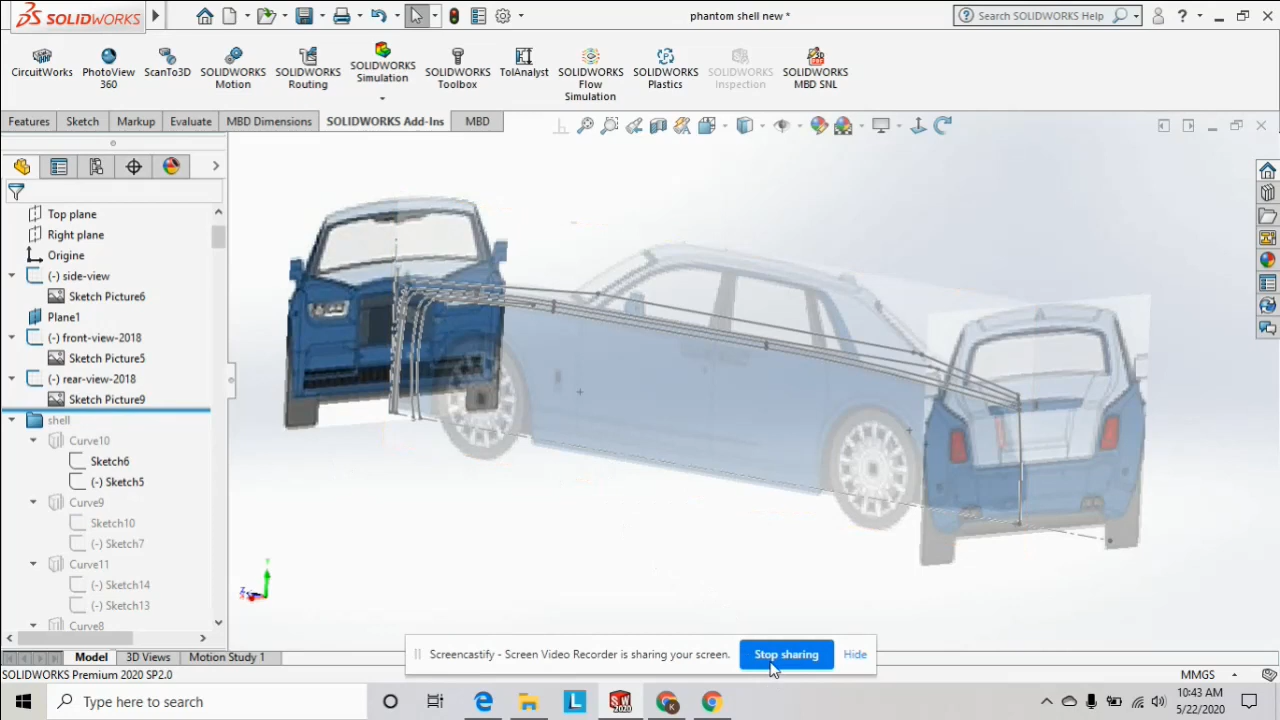 SOLIDWORKS
phantom shell new *
Search SOLIDWORKS Help
?
CircuitWorks
PhotoView 360
ScanTo3D
SOLIDWORKS Motion
SOLIDWORKS Routing
SOLIDWORKS Simulation
SOLIDWORKS Toolbox
TolAnalyst
SOLIDWORKS Flow Simulation
SOLIDWORKS Plastics
SOLIDWORKS Inspection
SOLIDWORKS MBD SNL
Features
Sketch
Markup
Evaluate
MBD Dimensions
SOLIDWORKS Add-Ins
MBD
Top plane
Right plane
Origine
(-) side-view
Sketch Picture6
Plane1
(-) front-view-2018
Sketch Picture5
(-) rear-view-2018
Sketch Picture9
shell
Curve10
Sketch6
(-) Sketch5
Curve9
Sketch10
(-) Sketch7
Curve11
(-) Sketch14
(-) Sketch13
Curve8
Screencastify - Screen Video Recorder is sharing your screen.
Stop sharing
Hide
Model
3D Views
Motion Study 1
SOLIDWORKS Premium 2020 SP2.0
MMGS
Type here to search
10:43 AM
5/22/2020